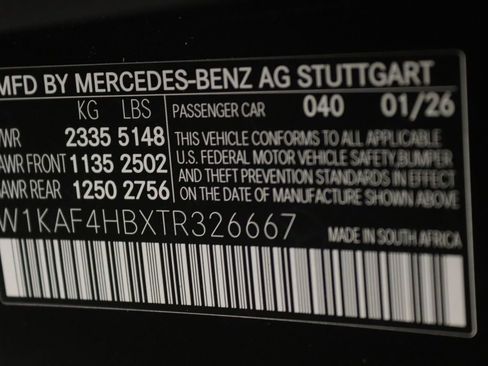 MFD BY MERCEDES-BENZ AG STUTTGART
KG LBS PASSENGER CAR 040 01/26
VWR 2335 5148 THIS VEHICLE CONFORMS TO ALL APPLICABLE
AWR FRONT 1135 2502 U.S. FEDERAL MOTOR VEHICLE SAFETY, BUMPER
AWR REAR 1250 2756 AND THEFT PREVENTION STANDARDS IN EFFECT
ON THE DATE OF MANUFACTURE SHOWN ABOVE.
W1KAF4HBXTR326667 MADE IN SOUTH AFRICA